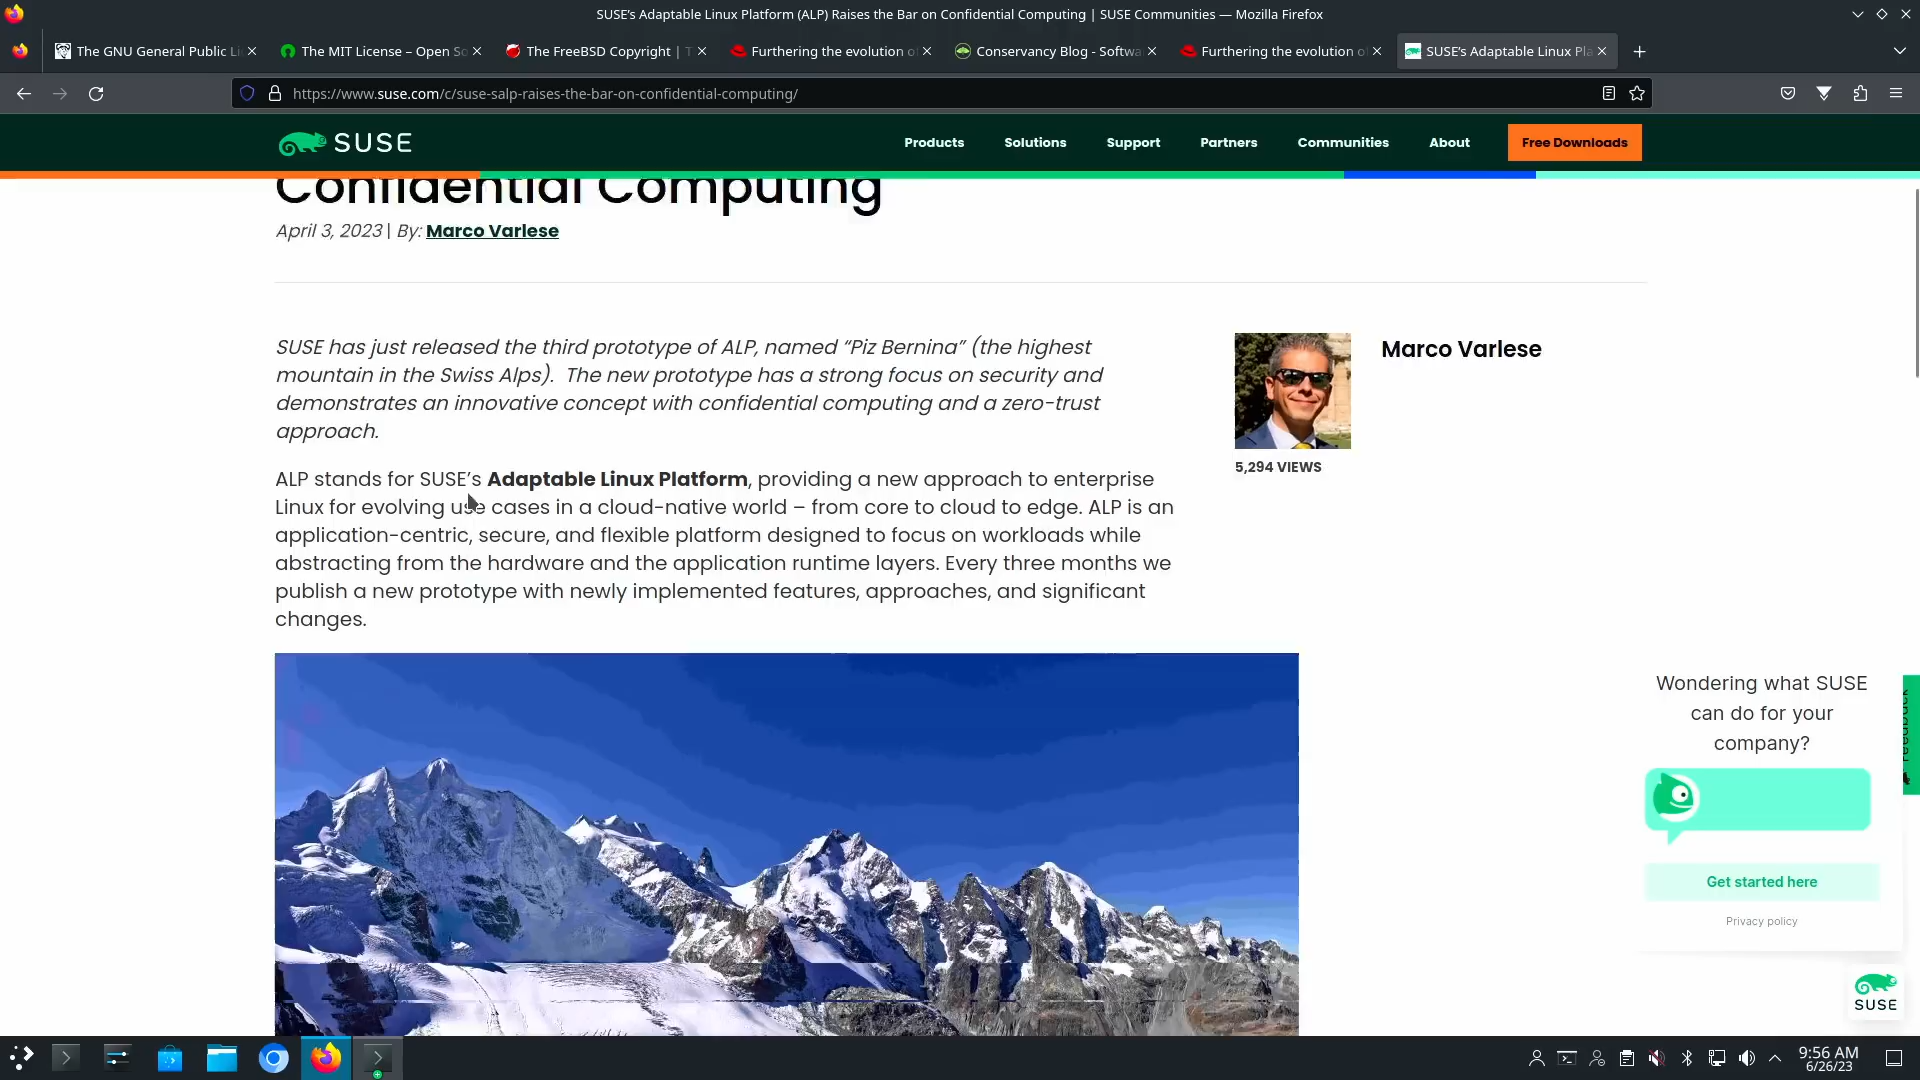 SUSE's Adaptable Linux Platform (ALP) Raises the Bar on Confidential Computing | SUSE Communities — Mozilla Firefox
The GNU General Public Li
The MIT License – Open So
The FreeBSD Copyright | T
Furthering the evolution o
Conservancy Blog - Softwa
Furthering the evolution o
SUSE's Adaptable Linux Pla
https://www.suse.com/c/suse-salp-raises-the-bar-on-confidential-computing/
SUSE
Products
Solutions
Support
Partners
Communities
About
Free Downloads
Confidential Computing
April 3, 2023 | By: Marco Varlese
SUSE has just released the third prototype of ALP, named “Piz Bernina” (the highest
mountain in the Swiss Alps).  The new prototype has a strong focus on security and
demonstrates an innovative concept with confidential computing and a zero-trust
approach.
Marco Varlese
5,294 VIEWS
ALP stands for SUSE’s Adaptable Linux Platform, providing a new approach to enterprise
Linux for evolving use cases in a cloud-native world – from core to cloud to edge. ALP is an
application-centric, secure, and flexible platform designed to focus on workloads while
abstracting from the hardware and the application runtime layers. Every three months we
publish a new prototype with newly implemented features, approaches, and significant
changes.
Wondering what SUSE
can do for your
company?
Get started here
Privacy policy
Feedback
SUSE
9:56 AM
6/26/23